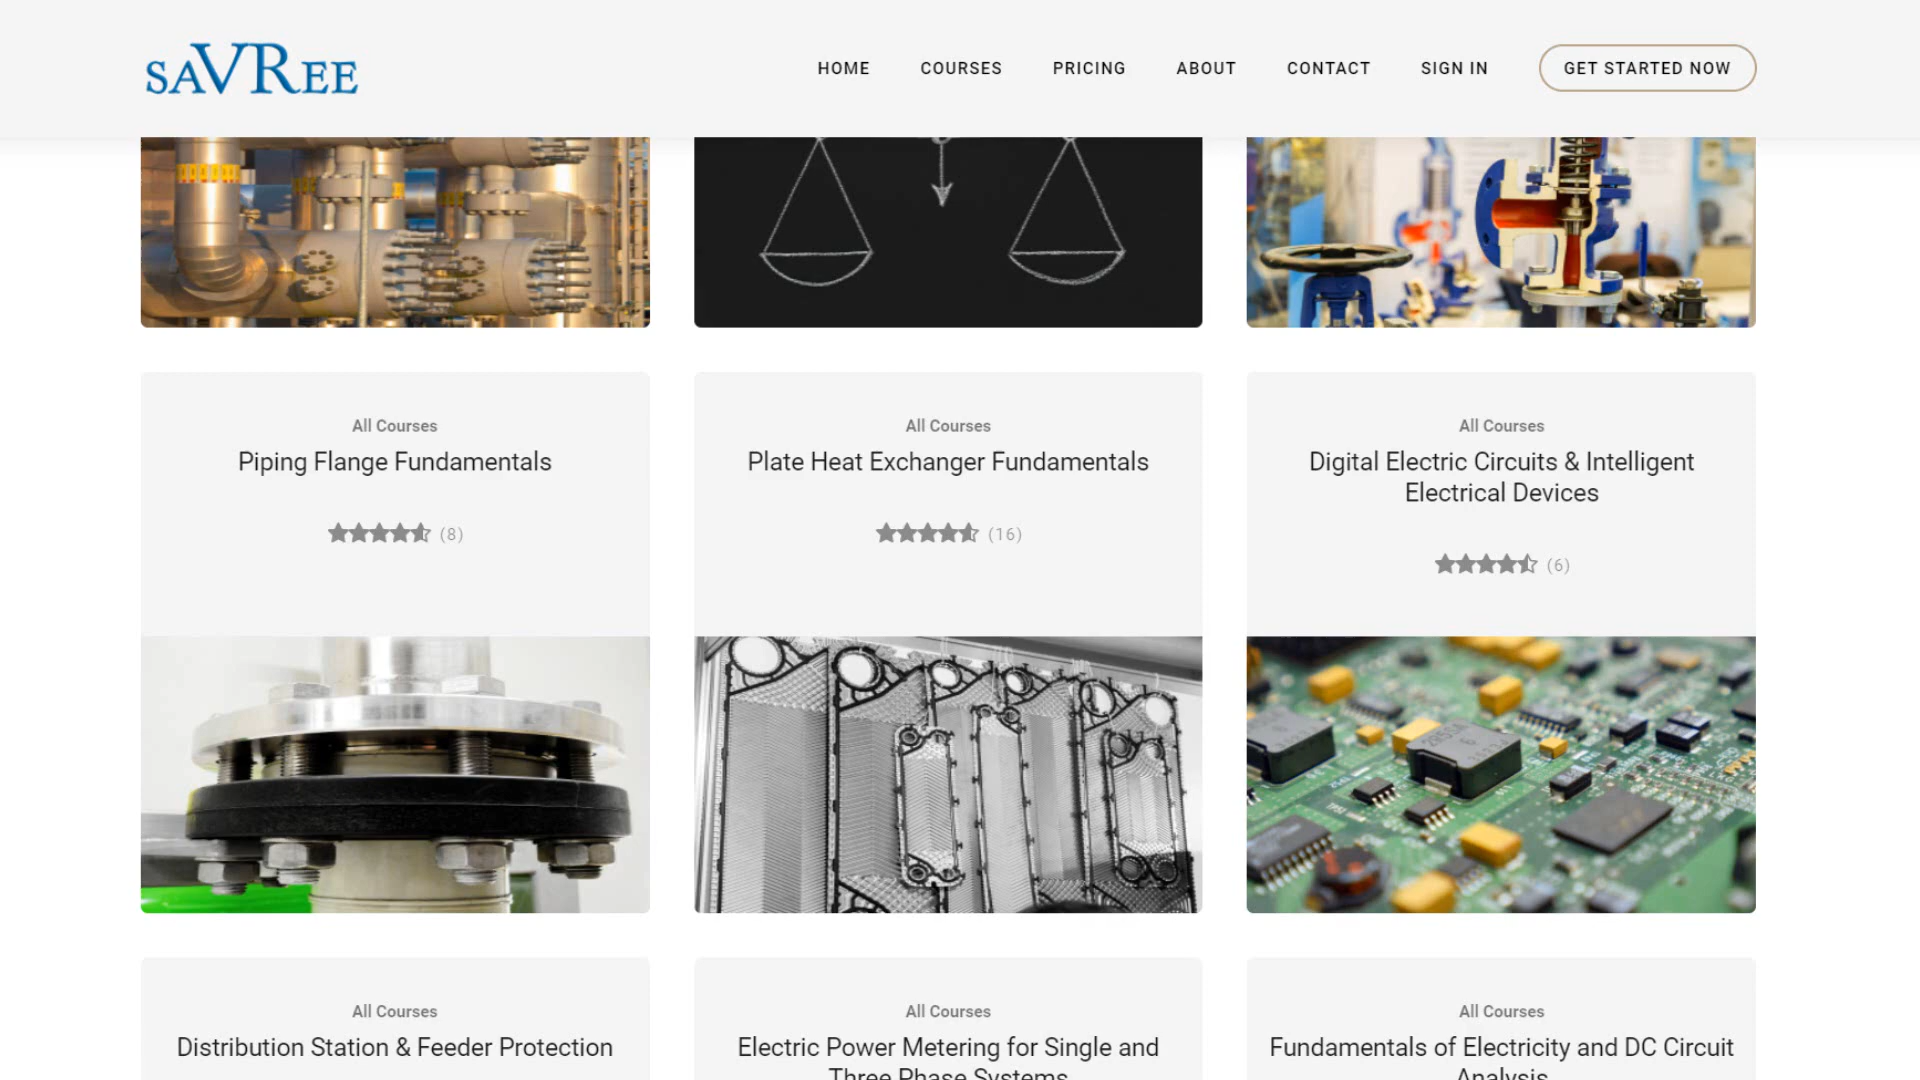 SAVREE
HOME COURSES PRICING ABOUT CONTACT SIGN IN GET STARTED NOW
All Courses
Piping Flange Fundamentals
(8)
All Courses
Plate Heat Exchanger Fundamentals
(16)
All Courses
Digital Electric Circuits & Intelligent
Electrical Devices
(6)
All Courses
Distribution Station & Feeder Protection
All Courses
Electric Power Metering for Single and
Three Phase Systems
All Courses
Fundamentals of Electricity and DC Circuit
Analysis